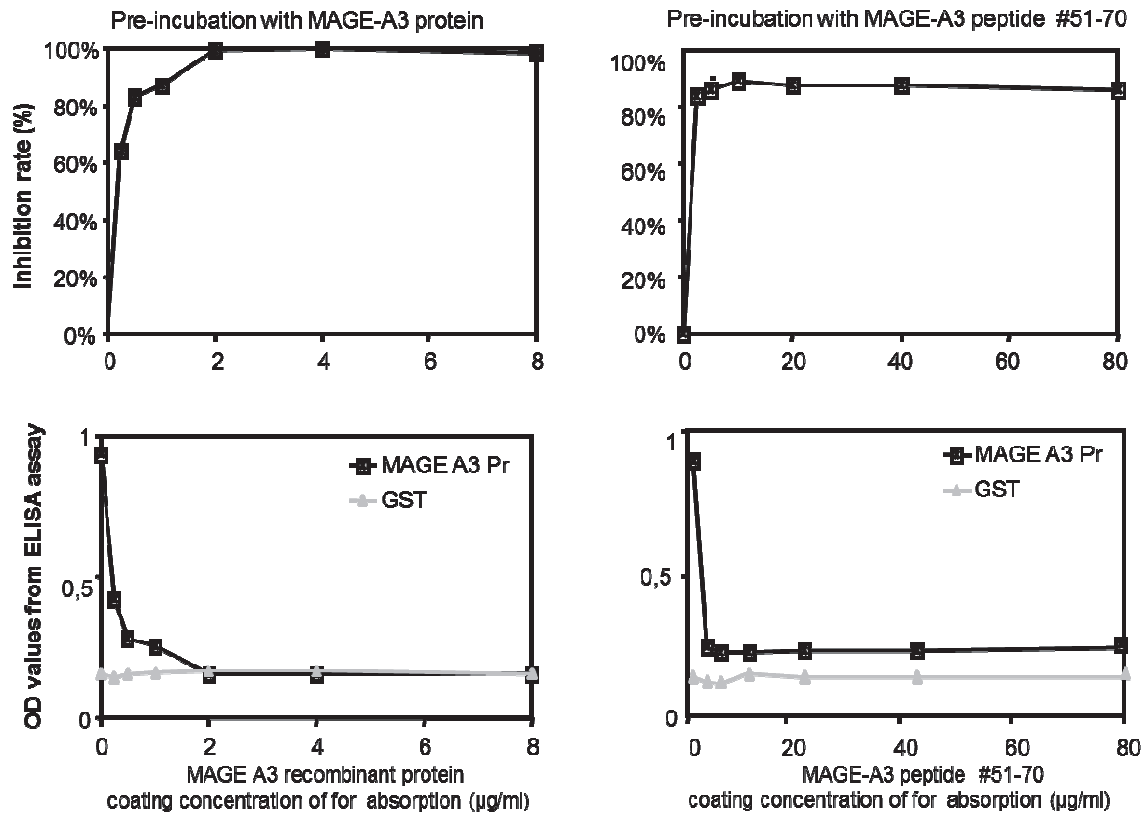 Pre-incubation with MAGE-A3 protein
Inhibition rate (%)
100%
80%
60%
40%
20%
0%
0 2 4 6 8
Pre-incubation with MAGE-A3 peptide #51-70
100%
80%
60%
40%
20%
0%
0 20 40 60 80
OD values from ELISA assay
1
0,5
0
MAGE A3 Pr
GST
0 2 4 6 8
MAGE A3 recombinant protein
coating concentration of for absorption (µg/ml)
1
0,5
0
MAGE A3 Pr
GST
0 20 40 60 80
MAGE-A3 peptide #51-70
coating concentration of for absorption (µg/ml)